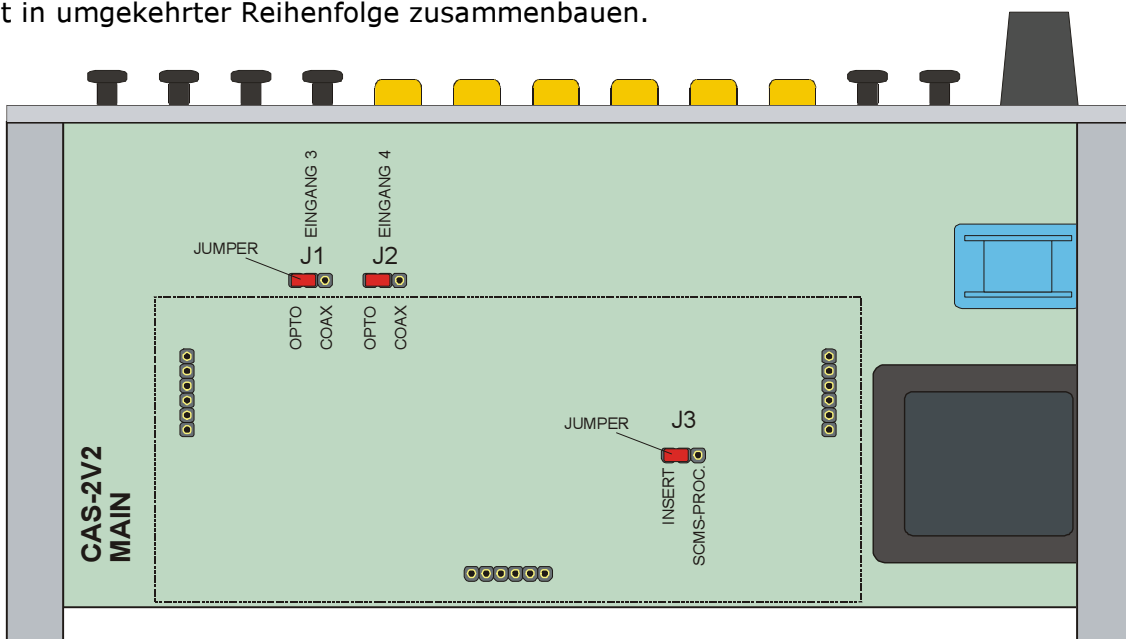 t in umgekehrter Reihenfolge zusammenbauen.
EINGANG 3
EINGANG 4
JUMPER
J1
J2
OPTO
COAX
OPTO
COAX
JUMPER
J3
INSERT
SCMS-PROC.
CAS-2V2
MAIN